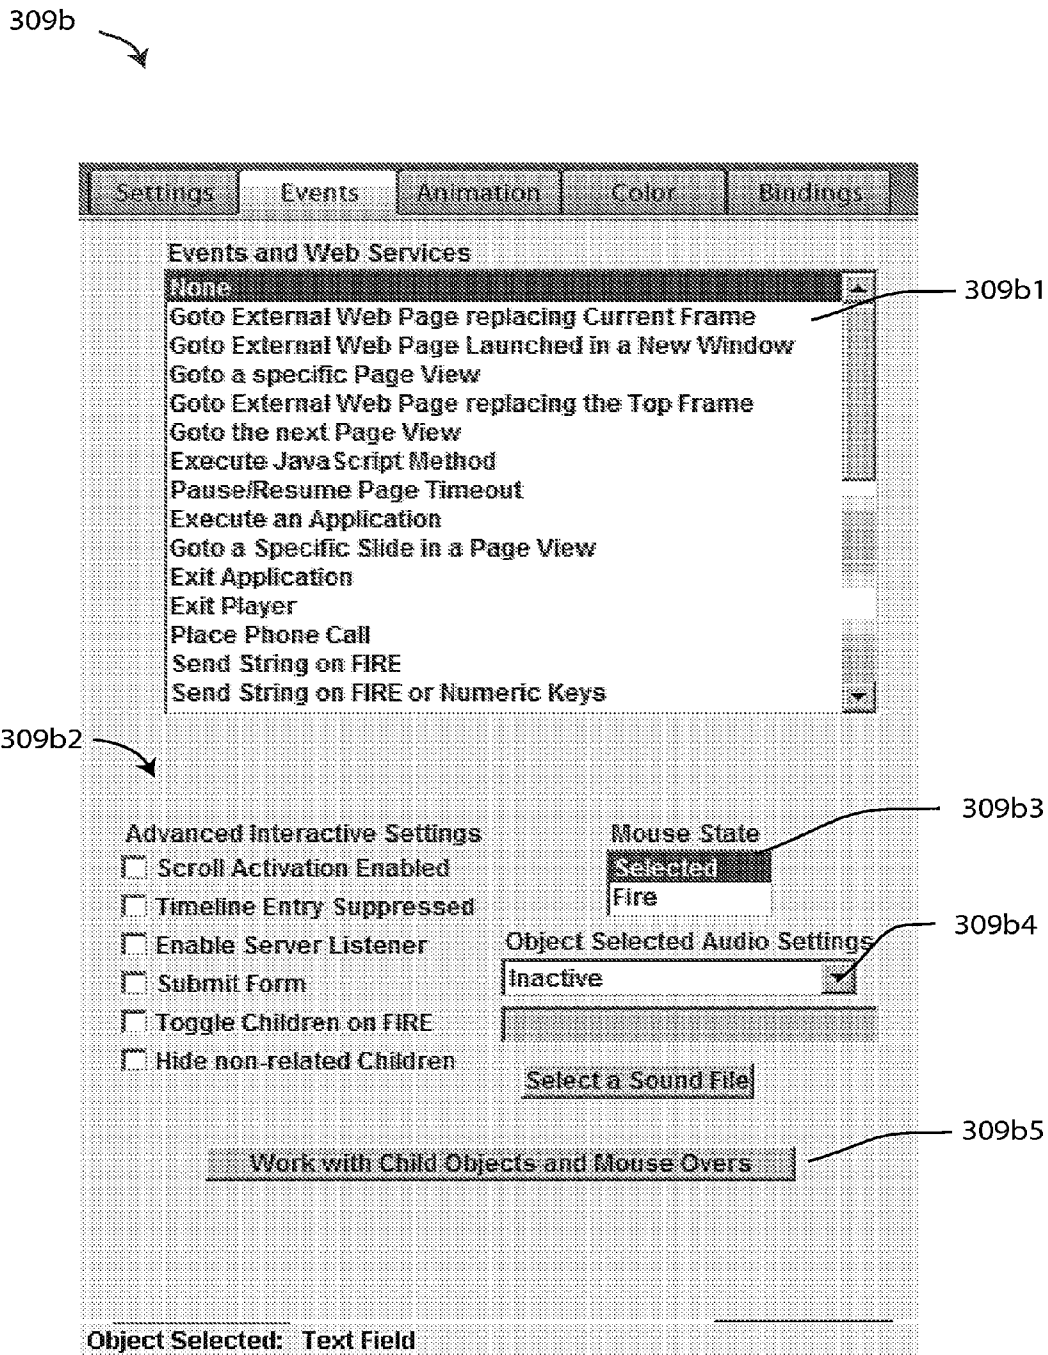 309b
Settings Events Animation Color Bindings
Events and Web Services
None
309b1
Goto External Web Page replacing Current Frame
Goto External Web Page Launched in a New Window
Goto a specific Page View
Goto External Web Page replacing the Top Frame
Goto the next Page View
Execute JavaScript Method
Pause/Resume Page Timeout
Execute an Application
Goto a Specific Slide in a Page View
Exit Application
Exit Player
Place Phone Call
Send String on FIRE
Send String on FIRE or Numeric Keys
309b2
309b3
Advanced Interactive Settings
Mouse State
Scroll Activation Enabled
Selected
Timeline Entry Suppressed
Fire
309b4
Enable Server Listener
Object Selected Audio Settings
Submit Form
Inactive
Toggle Children on FIRE
Hide non-related Children
Select a Sound File
309b5
Work with Child Objects and Mouse Overs
Object Selected: Text Field